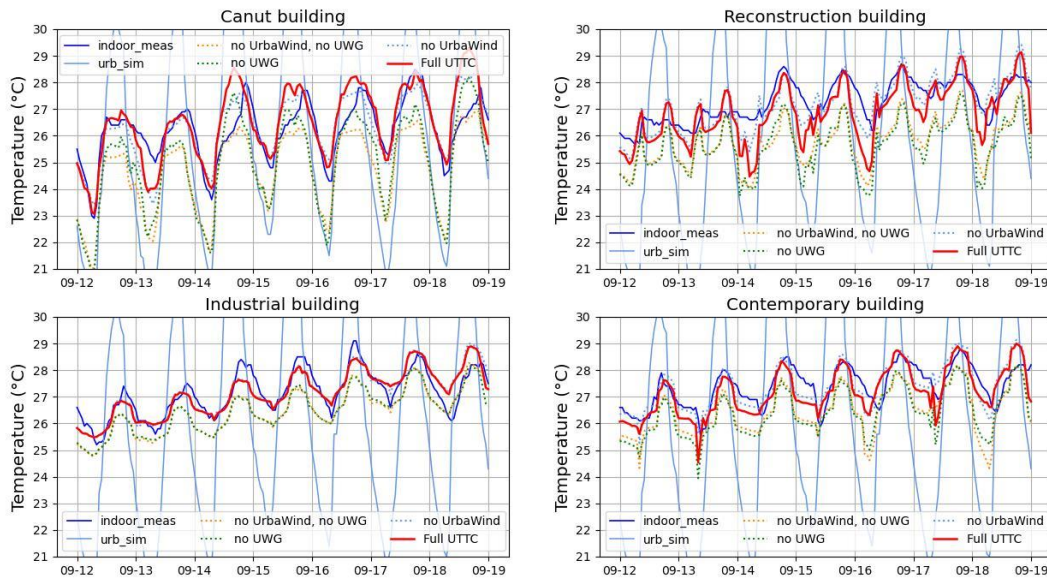 Canut building
30
29
28
27
26
25
24
23
22
21
Temperature (°C)
indoor_meas
urb_sim
no UrbaWind, no UWG
no UWG
no UrbaWind
Full UTTC
09-12 09-13 09-14 09-15 09-16 09-17 09-18 09-19
Reconstruction building
30
29
28
27
26
25
24
23
22
21
Temperature (°C)
indoor_meas
urb_sim
no UrbaWind, no UWG
no UWG
no UrbaWind
Full UTTC
09-12 09-13 09-14 09-15 09-16 09-17 09-18 09-19
Industrial building
30
29
28
27
26
25
24
23
22
21
Temperature (°C)
indoor_meas
urb_sim
no UrbaWind, no UWG
no UWG
no UrbaWind
Full UTTC
09-12 09-13 09-14 09-15 09-16 09-17 09-18 09-19
Contemporary building
30
29
28
27
26
25
24
23
22
21
Temperature (°C)
indoor_meas
urb_sim
no UrbaWind, no UWG
no UWG
no UrbaWind
Full UTTC
09-12 09-13 09-14 09-15 09-16 09-17 09-18 09-19